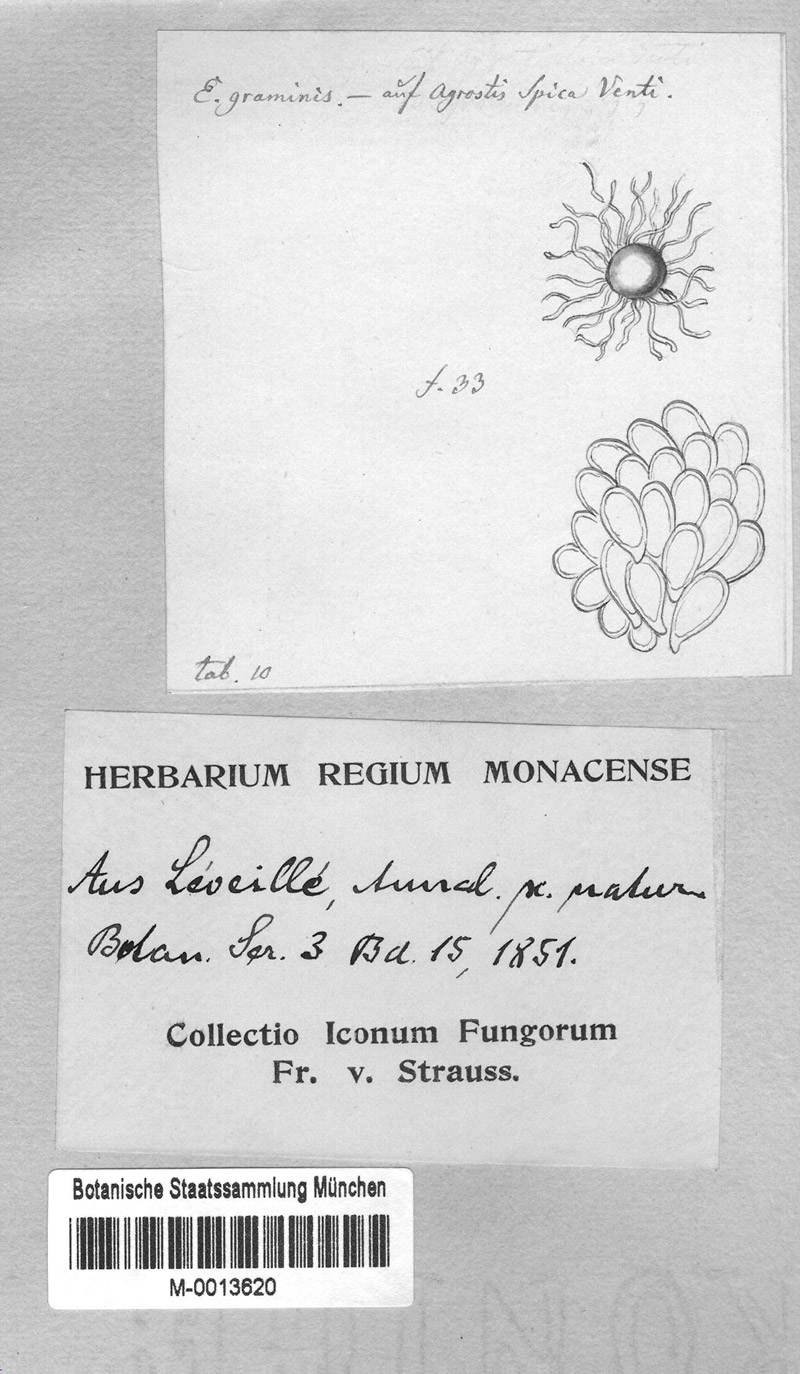 E. graminis. — auf Agrostis Spica Venti.
f. 33
tab. 10
HERBARIUM REGIUM MONACENSE
Aus Léveillé, Annal. sc. natur.
Botan. Ser. 3 Bd. 15, 1851.
Collectio Iconum Fungorum
Fr. v. Strauss.
Botanische Staatssammlung München
M-0013620